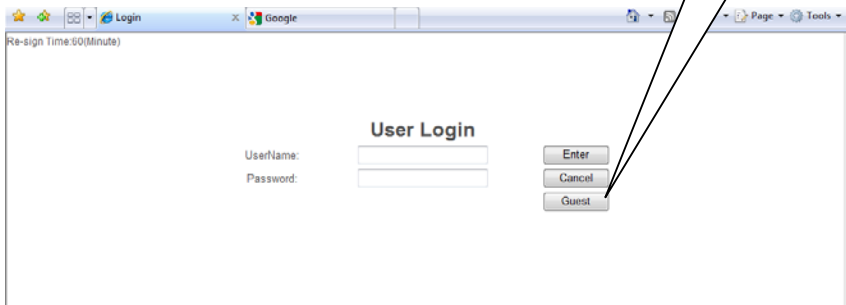 Login
Google
Page
Tools
Re-sign Time:60(Minute)
User Login
UserName:
Enter
Password:
Cancel
Guest